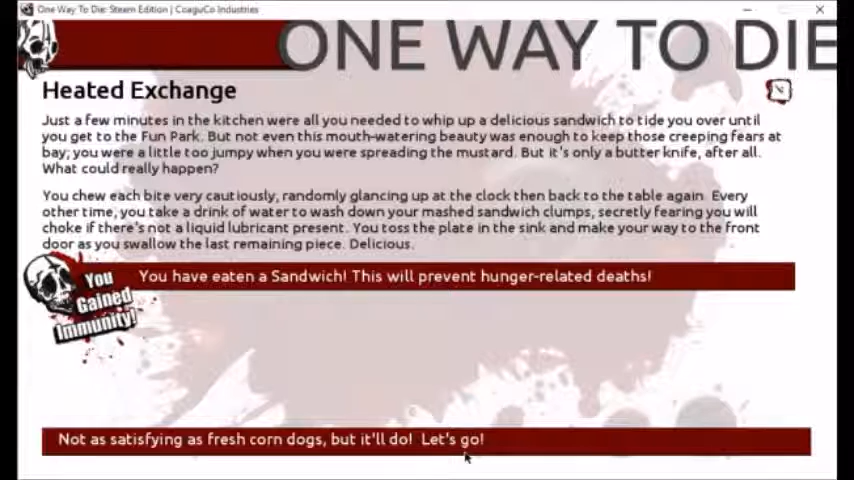 One Way To Die: Steam Edition | CoaguCo Industries
ONE WAY TO DIE
Heated Exchange
Just a few minutes in the kitchen were all you needed to whip up a delicious sandwich to tide you over until
you get to the Fun Park. But not even this mouth-watering beauty was enough to keep those creeping fears at
bay; you were a little too jumpy when you were spreading the mustard. But it's only a butter knife, after all.
What could really happen?
You chew each bite very cautiously, randomly glancing up at the clock then back to the table again. Every
other time, you take a drink of water to wash down your mashed sandwich clumps, secretly fearing you will
choke if there's not a liquid lubricant present. You toss the plate in the sink and make your way to the front
door as you swallow the last remaining piece. Delicious.
You
Gained
Immunity!
You have eaten a Sandwich! This will prevent hunger-related deaths!
Not as satisfying as fresh corn dogs, but it'll do! Let's go!